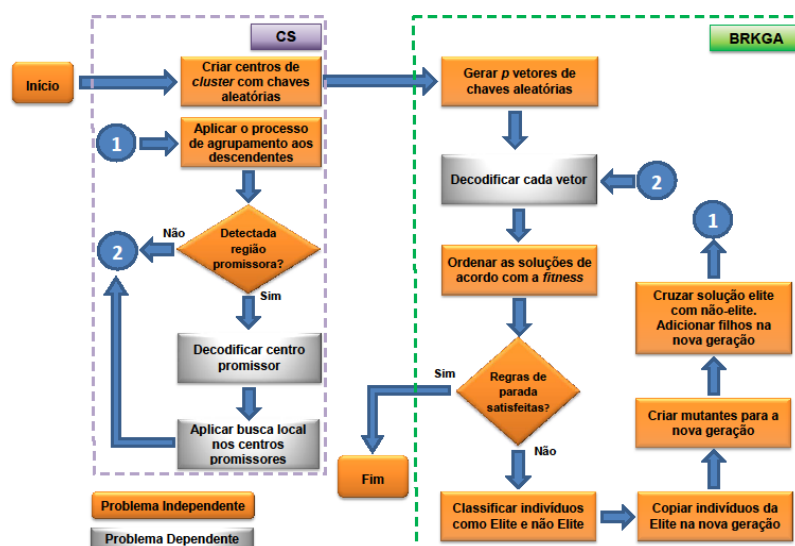 CS
BRKGA
Início
Criar centros de
cluster com chaves
aleatórias
Gerar p vetores de
chaves aleatórias
1
Aplicar o processo
de agrupamento aos
descendentes
Decodificar cada vetor
2
1
Não
2
Detectada
região
promissora?
Sim
Ordenar as soluções de
acordo com a fitness
Cruzar solução elite
com não-elite.
Adicionar filhos na
nova geração
Decodificar centro
promissor
Sim
Regras de
parada
satisfeitas?
Não
Criar mutantes para a
nova geração
Aplicar busca local
nos centros
promissores
Fim
Classificar indivíduos
como Elite e não Elite
Copiar indivíduos da
Elite na nova geração
Problema Independente
Problema Dependente